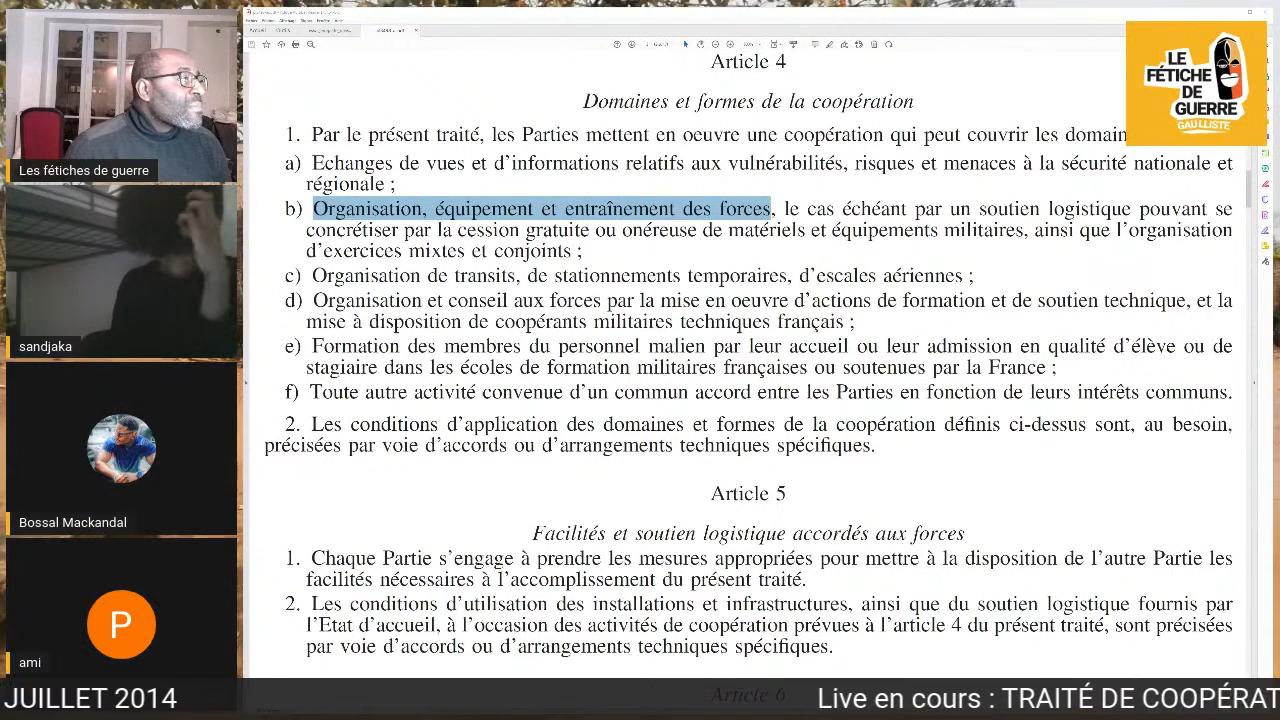 Accueil
Outils
LE
FÉTICHE
DE
GUERRE
GAULLISTE
Les fétiches de guerre
sandjaka
Bossal Mackandal
P
ami
Article 4
Domaines et formes de la coopération
1. Par le présent traité, les Parties mettent en oeuvre une coopération qui peut couvrir les domain
a) Echanges de vues et d’informations relatifs aux vulnérabilités, risques et menaces à la sécurité nationale et
régionale ;
b) Organisation, équipement et entraînement des forces, le cas échéant par un soutien logistique pouvant se
concrétiser par la cession gratuite ou onéreuse de matériels et équipements militaires, ainsi que l’organisation
d’exercices mixtes et conjoints ;
c) Organisation de transits, de stationnements temporaires, d’escales aériennes ;
d) Organisation et conseil aux forces par la mise en oeuvre d’actions de formation et de soutien technique, et la
mise à disposition de coopérants militaires techniques français ;
e) Formation des membres du personnel malien par leur accueil ou leur admission en qualité d’élève ou de
stagiaire dans les écoles de formation militaires françaises ou soutenues par la France ;
f) Toute autre activité convenue d’un commun accord entre les Parties en fonction de leurs intérêts communs.
2. Les conditions d’application des domaines et formes de la coopération définis ci-dessus sont, au besoin,
précisées par voie d’accords ou d’arrangements techniques spécifiques.
Article 5
Facilités et soutien logistique accordés aux forces
1. Chaque Partie s’engage à prendre les mesures appropriées pour mettre à la disposition de l’autre Partie les
facilités nécessaires à l’accomplissement du présent traité.
2. Les conditions d’utilisation des installations et infrastructures, ainsi que du soutien logistique fournis par
l’Etat d’accueil, à l’occasion des activités de coopération prévues à l’article 4 du présent traité, sont précisées
par voie d’accords ou d’arrangements techniques spécifiques.
Article 6
JUILLET 2014
Live en cours : TRAITÉ DE COOPÉRAT